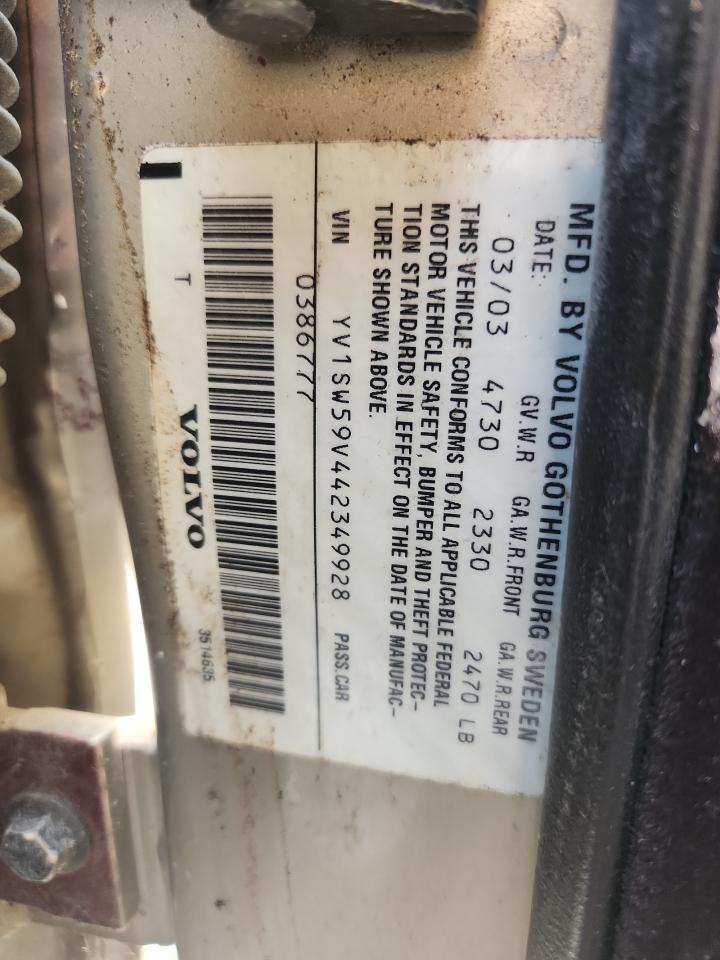 MFD. BY VOLVO GOTHENBURG SWEDEN
DATE: GV.W.R GA.W.R.FRONT GA.W.R.REAR
03/03 4730 2330 2470 LB
THIS VEHICLE CONFORMS TO ALL APPLICABLE FEDERAL
MOTOR VEHICLE SAFETY, BUMPER AND THEFT PROTEC-
TION STANDARDS IN EFFECT ON THE DATE OF MANUFAC-
TURE SHOWN ABOVE.
VIN YV1SW59V442349928 PASS.CAR
0386777
T VOLVO 3514635